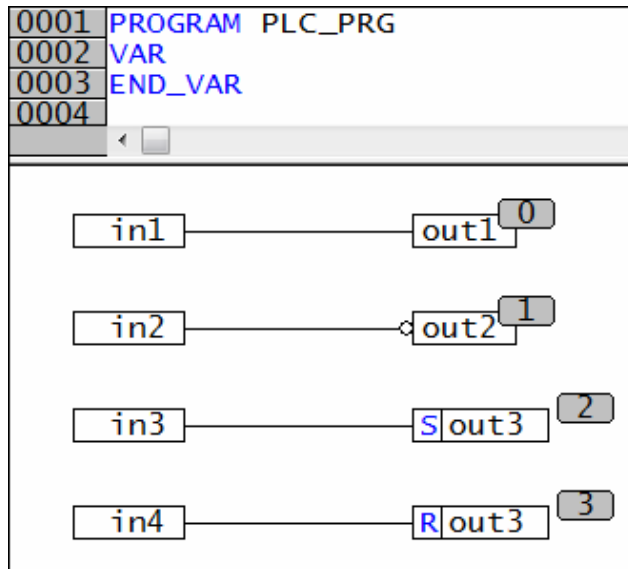 0001 PROGRAM PLC_PRG
0002 VAR
0003 END_VAR
0004
in1 out1 0
in2 out2 1
in3 S out3 2
in4 R out3 3